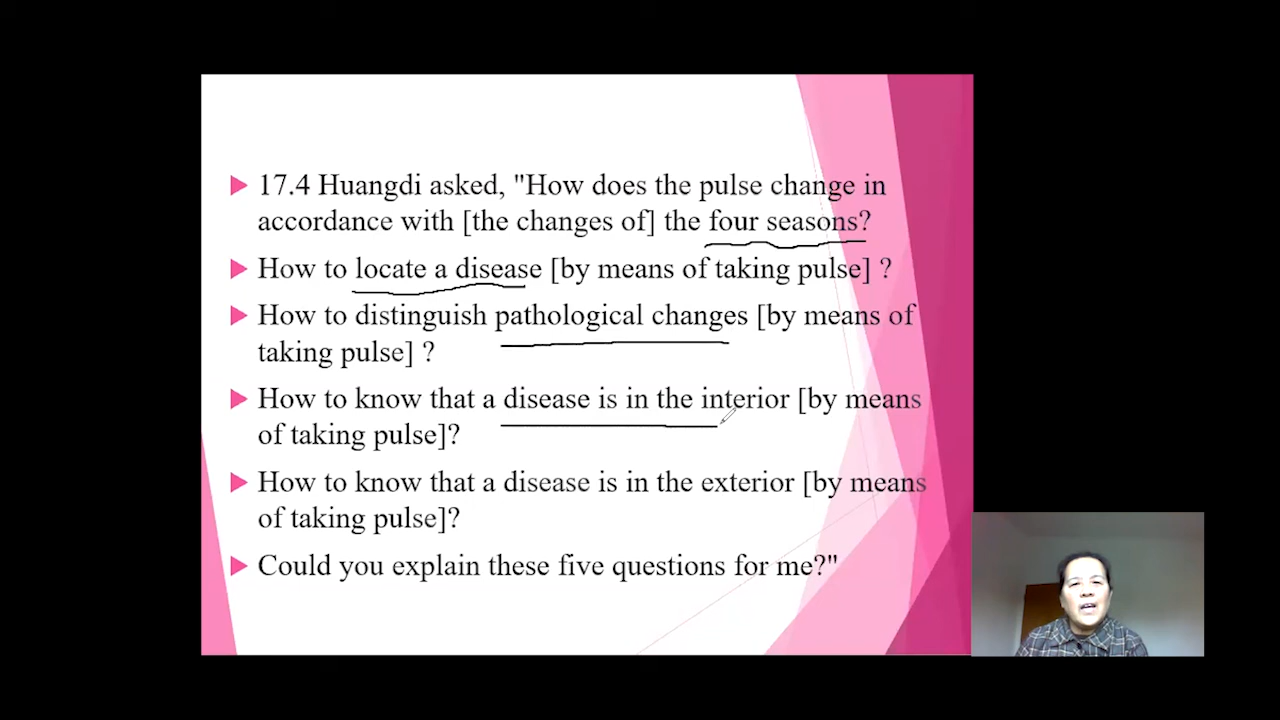 17.4 Huangdi asked, "How does the pulse change in
accordance with [the changes of] the four seasons?
How to locate a disease [by means of taking pulse] ?
How to distinguish pathological changes [by means of
taking pulse] ?
How to know that a disease is in the interior [by means
of taking pulse]?
How to know that a disease is in the exterior [by means
of taking pulse]?
Could you explain these five questions for me?"